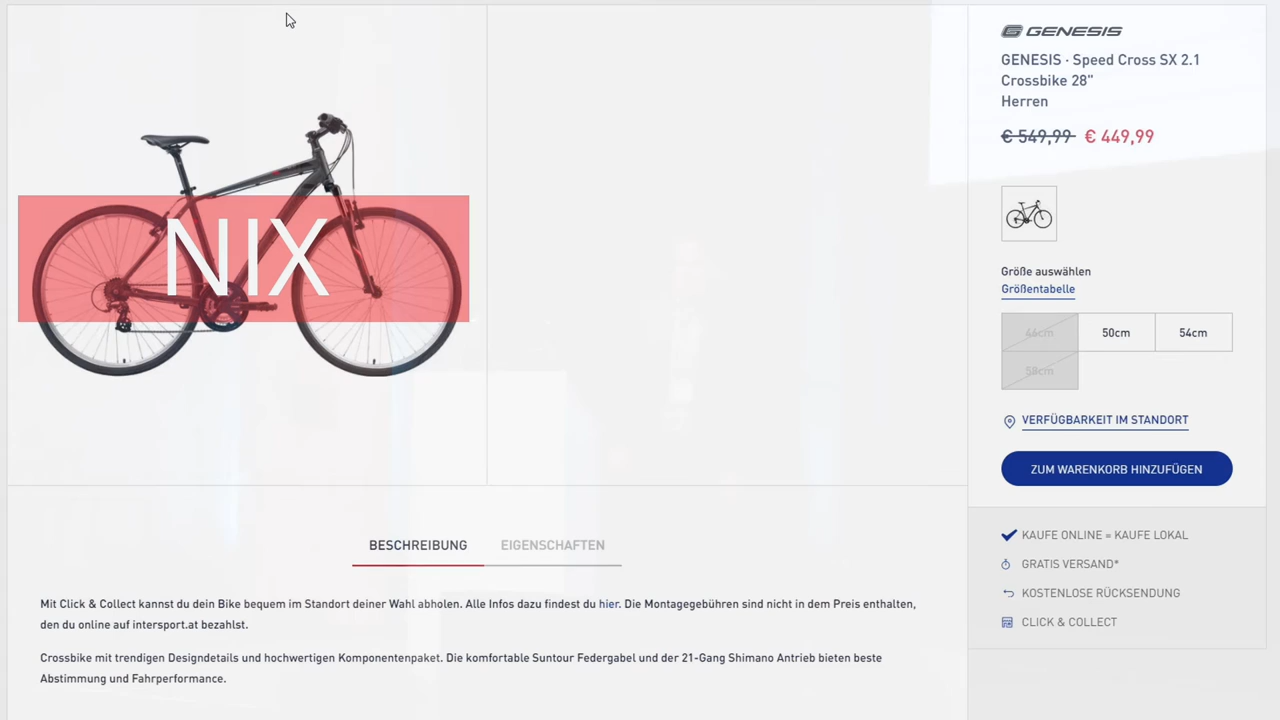 NIX
GENESIS
GENESIS · Speed Cross SX 2.1
Crossbike 28"
Herren
€ 549,99 € 449,99
Größe auswählen
Größentabelle
46cm 50cm 54cm
58cm
VERFÜGBARKEIT IM STANDORT
ZUM WARENKORB HINZUFÜGEN
KAUFE ONLINE = KAUFE LOKAL
GRATIS VERSAND*
KOSTENLOSE RÜCKSENDUNG
CLICK & COLLECT
BESCHREIBUNG EIGENSCHAFTEN
Mit Click & Collect kannst du dein Bike bequem im Standort deiner Wahl abholen. Alle Infos dazu findest du hier. Die Montagegebühren sind nicht in dem Preis enthalten,
den du online auf intersport.at bezahlst.
Crossbike mit trendigen Designdetails und hochwertigen Komponentenpaket. Die komfortable Suntour Federgabel und der 21-Gang Shimano Antrieb bieten beste
Abstimmung und Fahrperformance.